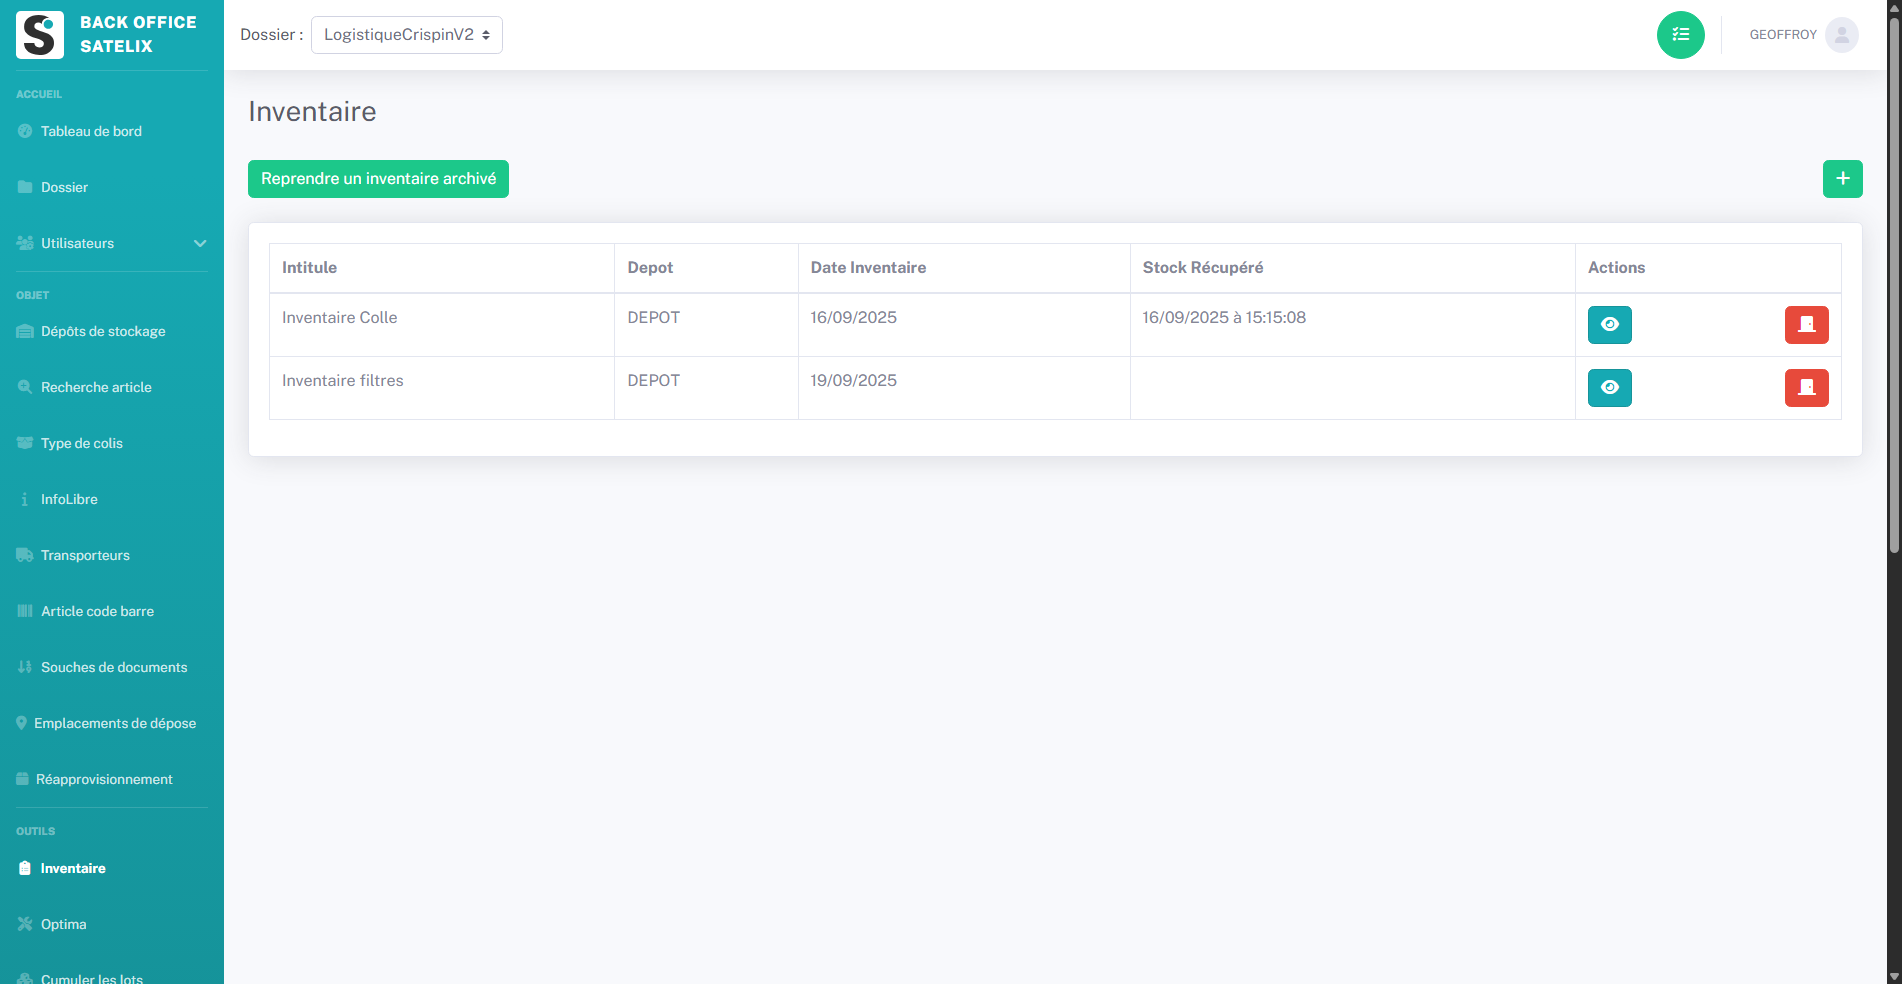 BACK OFFICE
SATELIX
Dossier :
LogistiqueCrispinV2
GEOFFROY
ACCUEIL
Tableau de bord
Dossier
Utilisateurs
OBJET
Dépôts de stockage
Recherche article
Type de colis
InfoLibre
Transporteurs
Article code barre
Souches de documents
Emplacements de dépose
Réapprovisionnement
OUTILS
Inventaire
Optima
Cumuler les lots
Inventaire
Reprendre un inventaire archivé
Intitule Depot Date Inventaire Stock Récupéré Actions
Inventaire Colle DEPOT 16/09/2025 16/09/2025 à 15:15:08
Inventaire filtres DEPOT 19/09/2025